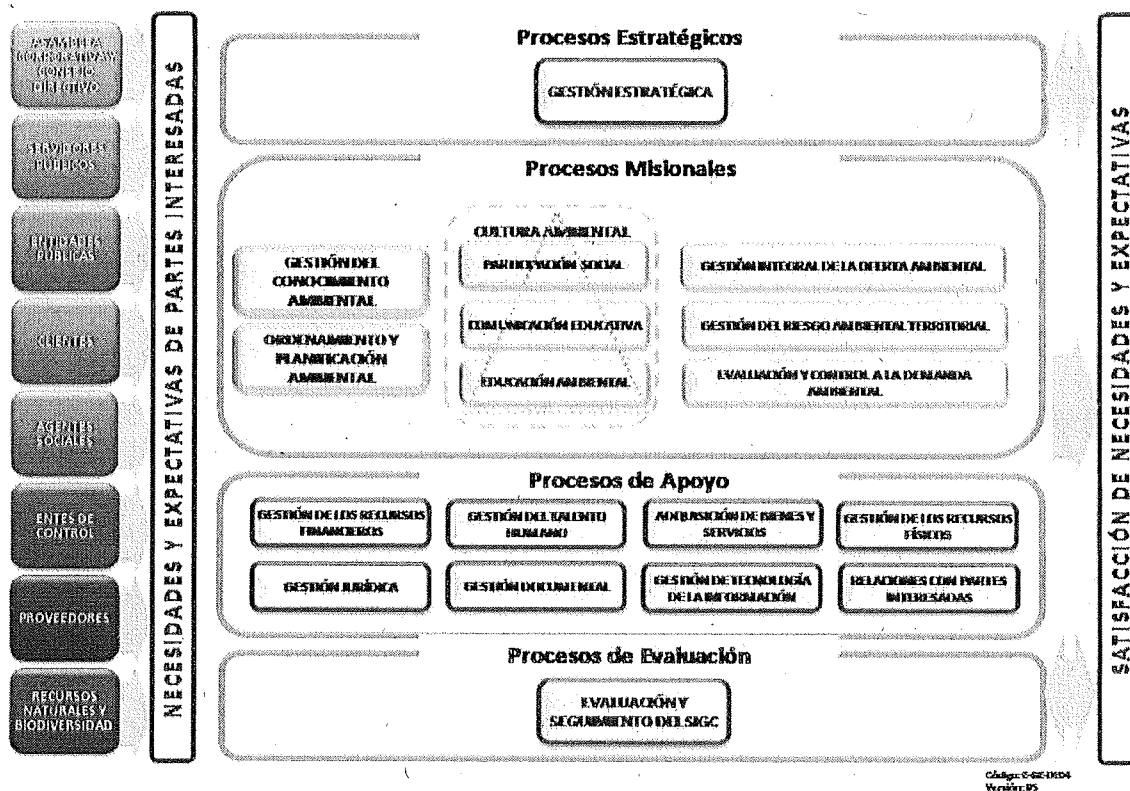 ASAMBLEA
CORPORATIVA Y
CONSEJO
DIRECTIVO
SERVIDORES
PÚBLICOS
ENTIDADES
PÚBLICAS
CLIENTES
AGENTES
SOCIALES
ENTES DE
CONTROL
PROVEEDORES
RECURSOS
NATURALES Y
BIODIVERSIDAD
NECESIDADES Y EXPECTATIVAS DE PARTES INTERESADAS
Procesos Estratégicos
GESTIÓN ESTRATÉGICA
Procesos Misionales
GESTIÓN DEL
CONOCIMIENTO
AMBIENTAL
ORDENAMIENTO Y
PLANIFICACIÓN
AMBIENTAL
CULTURA AMBIENTAL
PARTICIPACIÓN SOCIAL
COMUNICACIÓN EDUCATIVA
EDUCACIÓN AMBIENTAL
GESTIÓN INTEGRAL DE LA OFERTA AMBIENTAL
GESTIÓN DEL RIESGO AMBIENTAL TERRITORIAL
EVALUACIÓN Y CONTROL A LA DEMANDA
AMBIENTAL
Procesos de Apoyo
GESTIÓN DE LOS RECURSOS
FINANCIEROS
GESTIÓN DEL TALENTO
HUMANO
ADQUISICIÓN DE BIENES Y
SERVICIOS
GESTIÓN DE LOS RECURSOS
FÍSICOS
GESTIÓN JURÍDICA
GESTIÓN DOCUMENTAL
GESTIÓN DE TECNOLOGÍA
DE LA INFORMACIÓN
RELACIONES CON PARTES
INTERESADAS
Procesos de Evaluación
EVALUACIÓN Y
SEGUIMIENTO DEL SIGC
SATISFACCIÓN DE NECESIDADES Y EXPECTATIVAS
Código:
Versión: 05